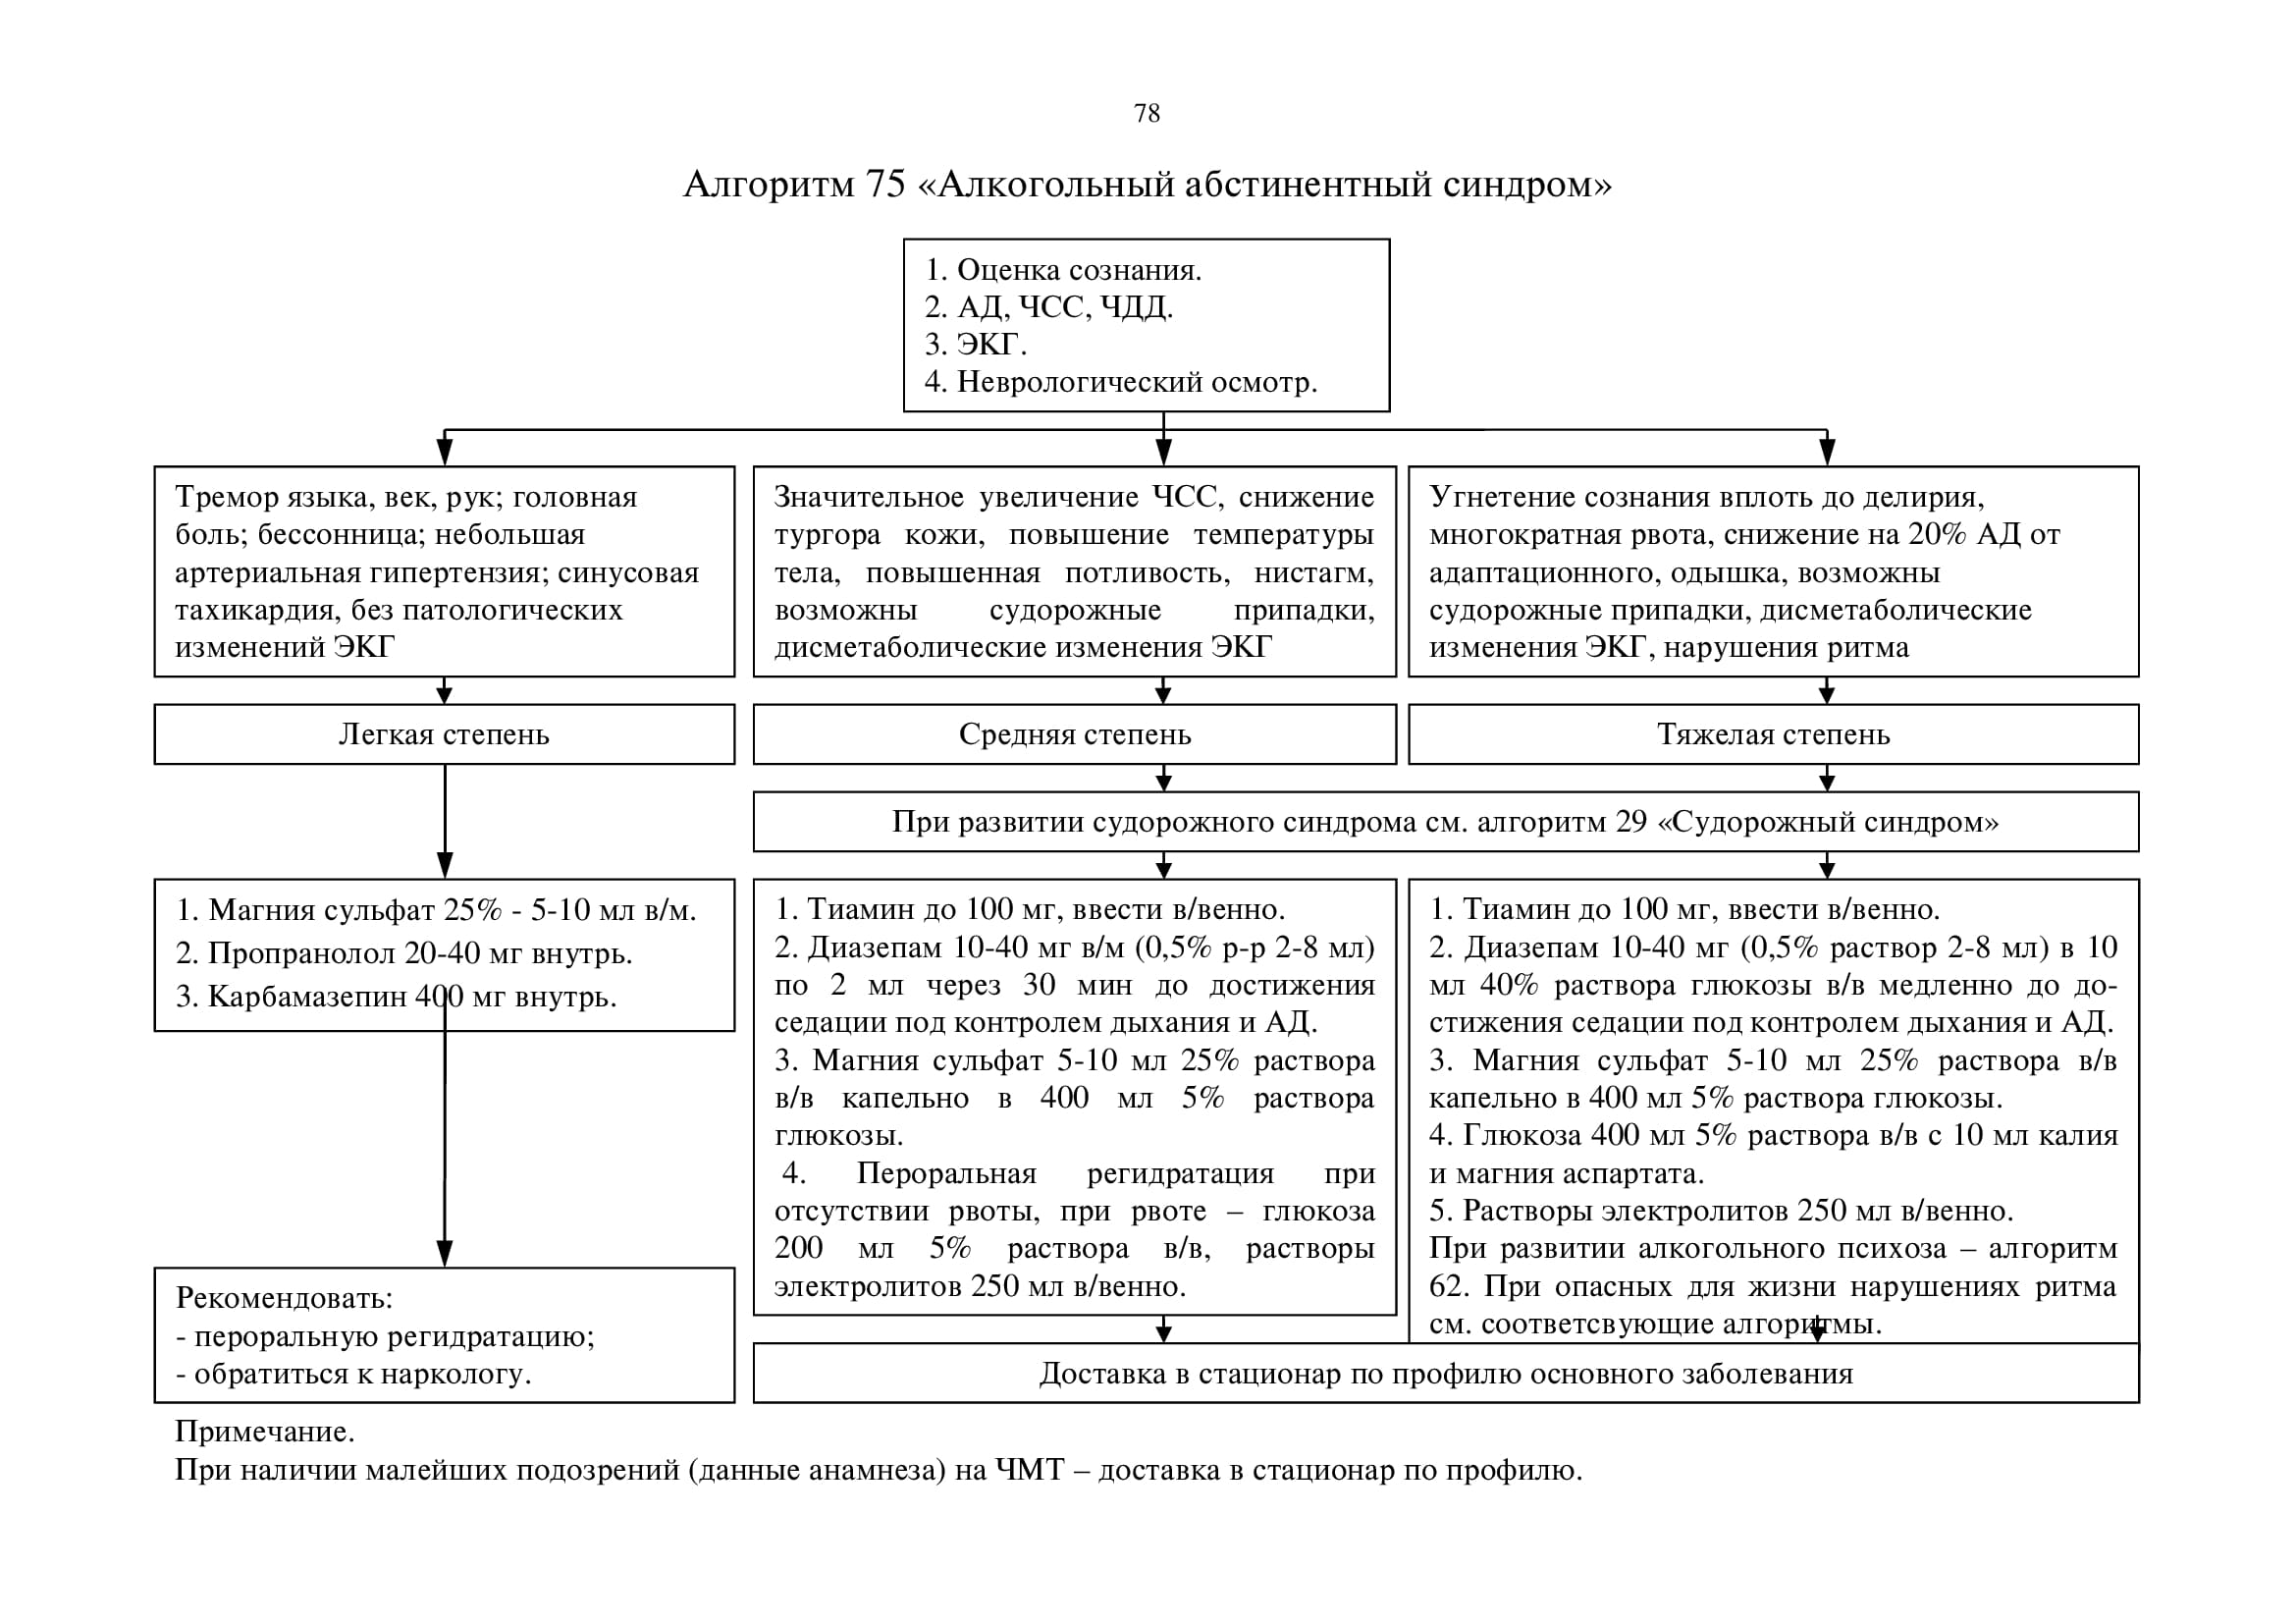 78
Алгоритм 75 «Алкогольный абстинентный синдром»
1. Оценка сознания.
2. АД, ЧСС, ЧДД.
3. ЭКГ.
4. Неврологический осмотр.
Тремор языка, век, рук; головная
боль; бессонница; небольшая
артериальная гипертензия; синусовая
тахикардия, без патологических
изменений ЭКГ
Значительное увеличение ЧСС, снижение
тургора кожи, повышение температуры
тела, повышенная потливость, нистагм,
возможны судорожные припадки,
дисметаболические изменения ЭКГ
Угнетение сознания вплоть до делирия,
многократная рвота, снижение на 20% АД от
адаптационного, одышка, возможны
судорожные припадки, дисметаболические
изменения ЭКГ, нарушения ритма
Легкая степень
Средняя степень
Тяжелая степень
При развитии судорожного синдрома см. алгоритм 29 «Судорожный синдром»
1. Магния сульфат 25% - 5-10 мл в/м.
2. Пропранолол 20-40 мг внутрь.
3. Карбамазепин 400 мг внутрь.
1. Тиамин до 100 мг, ввести в/венно.
2. Диазепам 10-40 мг в/м (0,5% р-р 2-8 мл)
по 2 мл через 30 мин до достижения
седации под контролем дыхания и АД.
3. Магния сульфат 5-10 мл 25% раствора
в/в капельно в 400 мл 5% раствора
глюкозы.
4. Пероральная регидратация при
отсутствии рвоты, при рвоте – глюкоза
200 мл 5% раствора в/в, растворы
электролитов 250 мл в/венно.
1. Тиамин до 100 мг, ввести в/венно.
2. Диазепам 10-40 мг (0,5% раствор 2-8 мл) в 10
мл 40% раствора глюкозы в/в медленно до до-
стижения седации под контролем дыхания и АД.
3. Магния сульфат 5-10 мл 25% раствора в/в
капельно в 400 мл 5% раствора глюкозы.
4. Глюкоза 400 мл 5% раствора в/в с 10 мл калия
и магния аспартата.
5. Растворы электролитов 250 мл в/венно.
При развитии алкогольного психоза – алгоритм
62. При опасных для жизни нарушениях ритма
см. соответсвующие алгоритмы.
Рекомендовать:
- пероральную регидратацию;
- обратиться к наркологу.
Доставка в стационар по профилю основного заболевания
Примечание.
При наличии малейших подозрений (данные анамнеза) на ЧМТ – доставка в стационар по профилю.